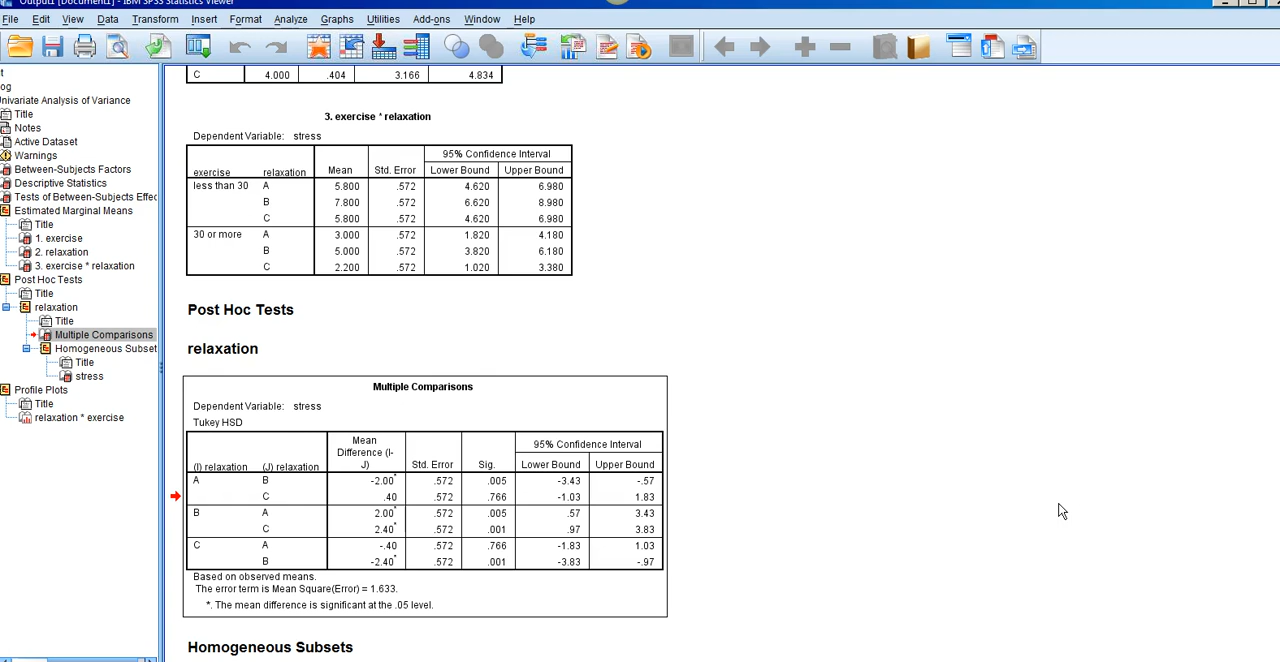 Output1 [Document1] - IBM SPSS Statistics Viewer
File Edit View Data Transform Insert Format Analyze Graphs Utilities Add-ons Window Help
t
og
nivariate Analysis of Variance
Title
Notes
Active Dataset
Warnings
Between-Subjects Factors
Descriptive Statistics
Tests of Between-Subjects Effec
Estimated Marginal Means
Title
1. exercise
2. relaxation
3. exercise * relaxation
Post Hoc Tests
Title
relaxation
Title
Multiple Comparisons
Homogeneous Subset
Title
stress
Profile Plots
Title
relaxation * exercise
C 4.000 .404 3.166 4.834
3. exercise * relaxation
Dependent Variable: stress
95% Confidence Interval
exercise relaxation Mean Std. Error Lower Bound Upper Bound
less than 30 A 5.800 .572 4.620 6.980
B 7.800 .572 6.620 8.980
C 5.800 .572 4.620 6.980
30 or more A 3.000 .572 1.820 4.180
B 5.000 .572 3.820 6.180
C 2.200 .572 1.020 3.380
Post Hoc Tests
relaxation
Multiple Comparisons
Dependent Variable: stress
Tukey HSD
Mean
Difference (I-
J)
95% Confidence Interval
(I) relaxation (J) relaxation Std. Error Sig. Lower Bound Upper Bound
A B -2.00* .572 .005 -3.43 -.57
C .40 .572 .766 -1.03 1.83
B A 2.00* .572 .005 .57 3.43
C 2.40* .572 .001 .97 3.83
C A -.40 .572 .766 -1.83 1.03
B -2.40* .572 .001 -3.83 -.97
Based on observed means.
The error term is Mean Square(Error) = 1.633.
*. The mean difference is significant at the .05 level.
Homogeneous Subsets